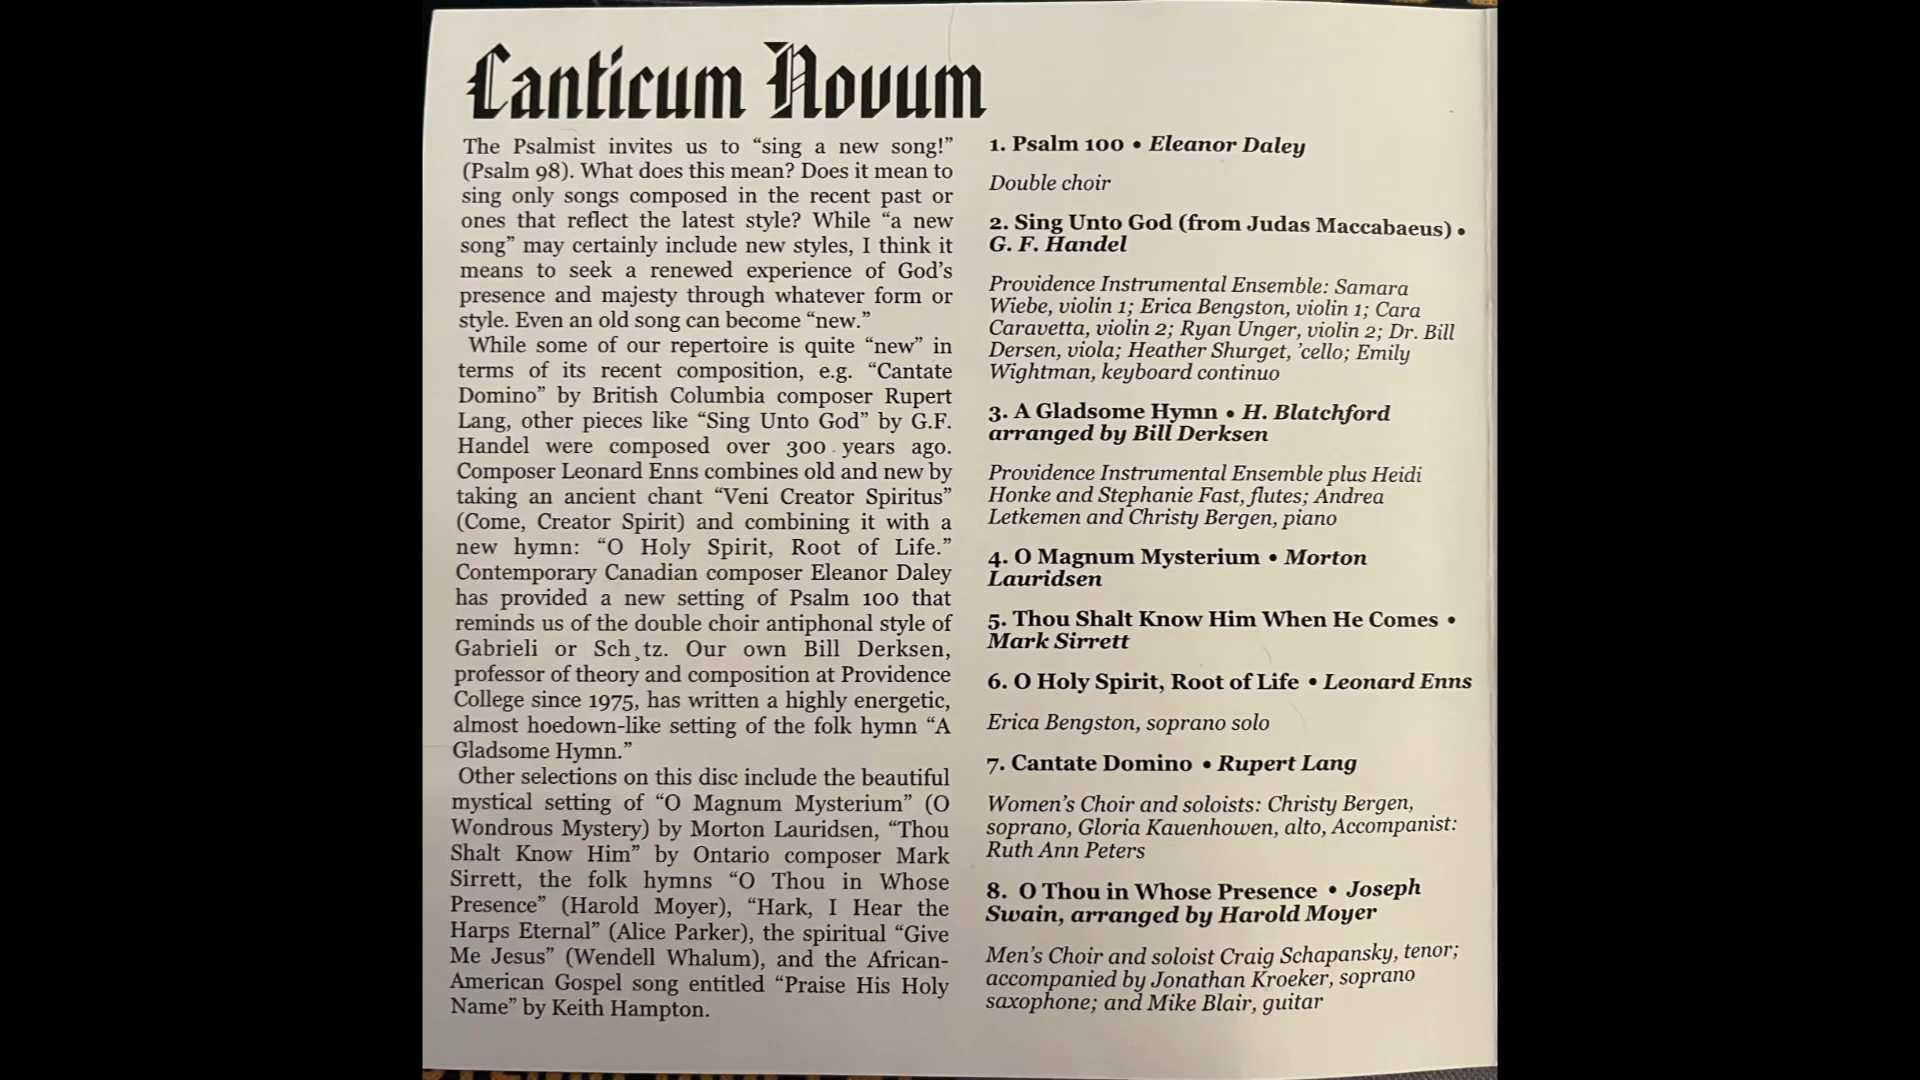 Canticum Novum
The Psalmist invites us to “sing a new song!”
(Psalm 98). What does this mean? Does it mean to
sing only songs composed in the recent past or
ones that reflect the latest style? While “a new
song” may certainly include new styles, I think it
means to seek a renewed experience of God’s
presence and majesty through whatever form or
style. Even an old song can become “new.”
While some of our repertoire is quite “new” in
terms of its recent composition, e.g. “Cantate
Domino” by British Columbia composer Rupert
Lang, other pieces like “Sing Unto God” by G.F.
Handel were composed over 300 years ago.
Composer Leonard Enns combines old and new by
taking an ancient chant “Veni Creator Spiritus”
(Come, Creator Spirit) and combining it with a
new hymn: “O Holy Spirit, Root of Life.”
Contemporary Canadian composer Eleanor Daley
has provided a new setting of Psalm 100 that
reminds us of the double choir antiphonal style of
Gabrieli or Sch¸tz. Our own Bill Derksen,
professor of theory and composition at Providence
College since 1975, has written a highly energetic,
almost hoedown-like setting of the folk hymn “A
Gladsome Hymn.”
Other selections on this disc include the beautiful
mystical setting of “O Magnum Mysterium” (O
Wondrous Mystery) by Morton Lauridsen, “Thou
Shalt Know Him” by Ontario composer Mark
Sirrett, the folk hymns “O Thou in Whose
Presence” (Harold Moyer), “Hark, I Hear the
Harps Eternal” (Alice Parker), the spiritual “Give
Me Jesus” (Wendell Whalum), and the African-
American Gospel song entitled “Praise His Holy
Name” by Keith Hampton.
1. Psalm 100 • Eleanor Daley
Double choir
2. Sing Unto God (from Judas Maccabaeus) •
G. F. Handel
Providence Instrumental Ensemble: Samara
Wiebe, violin 1; Erica Bengston, violin 1; Cara
Caravetta, violin 2; Ryan Unger, violin 2; Dr. Bill
Dersen, viola; Heather Shurget, ’cello; Emily
Wightman, keyboard continuo
3. A Gladsome Hymn • H. Blatchford
arranged by Bill Derksen
Providence Instrumental Ensemble plus Heidi
Honke and Stephanie Fast, flutes; Andrea
Letkemen and Christy Bergen, piano
4. O Magnum Mysterium • Morton
Lauridsen
5. Thou Shalt Know Him When He Comes •
Mark Sirrett
6. O Holy Spirit, Root of Life • Leonard Enns
Erica Bengston, soprano solo
7. Cantate Domino • Rupert Lang
Women’s Choir and soloists: Christy Bergen,
soprano, Gloria Kauenhowen, alto, Accompanist:
Ruth Ann Peters
8. O Thou in Whose Presence • Joseph
Swain, arranged by Harold Moyer
Men’s Choir and soloist Craig Schapansky, tenor;
accompanied by Jonathan Kroeker, soprano
saxophone; and Mike Blair, guitar